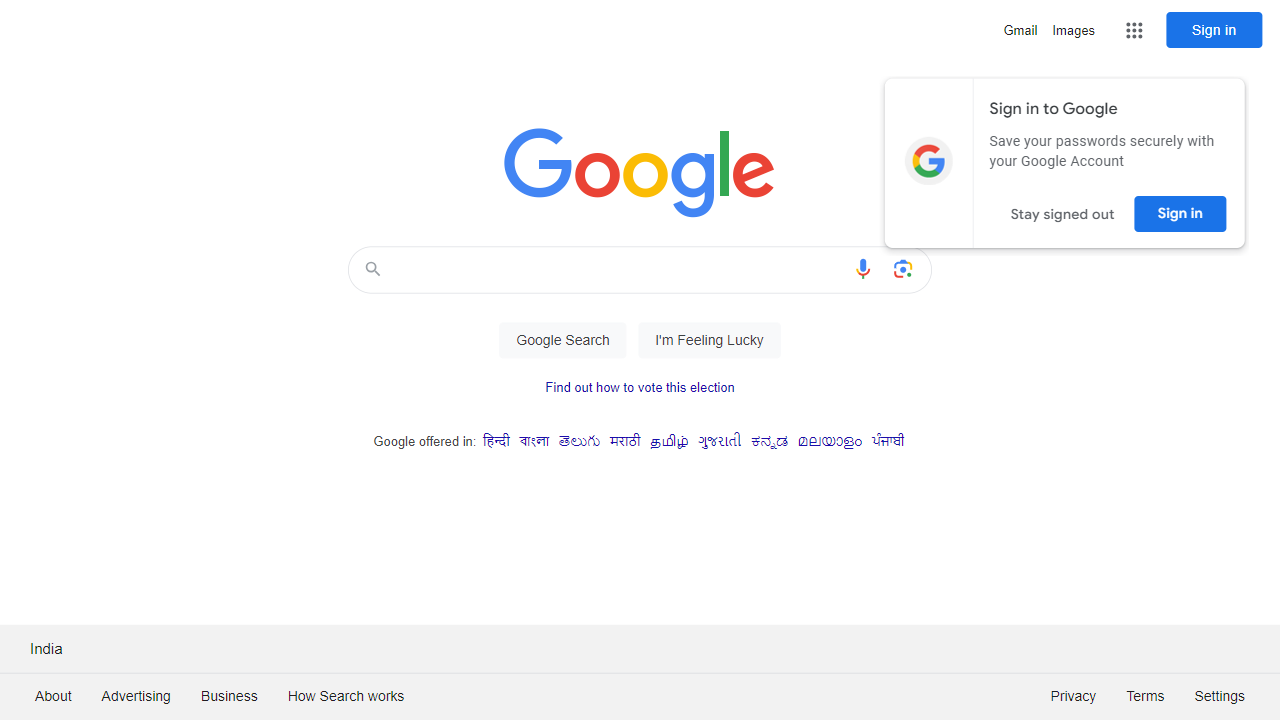 Gmail Images Sign in
Google
Sign in to Google
Save your passwords securely with
your Google Account
Stay signed out Sign in
Google Search I'm Feeling Lucky
Find out how to vote this election
Google offered in: हिन्दी বাংলা తెలుగు मराठी தமிழ் ગુજરાતી ಕನ್ನಡ മലയാളം ਪੰਜਾਬੀ
India
About Advertising Business How Search works Privacy Terms Settings